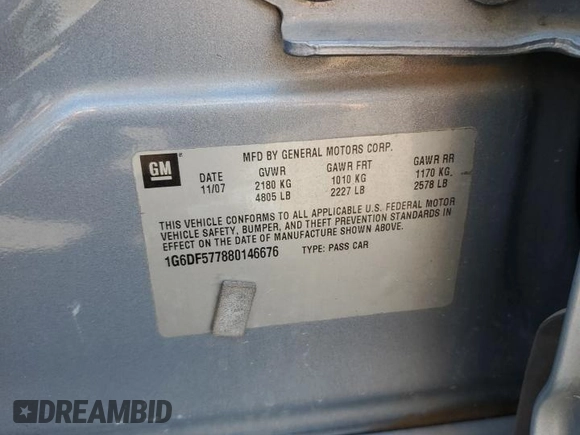 GM
MFD BY GENERAL MOTORS CORP.
DATE GVWR GAWR FRT GAWR RR
11/07 2180 KG 1010 KG 1170 KG.
4805 LB 2227 LB 2578 LB
THIS VEHICLE CONFORMS TO ALL APPLICABLE U.S. FEDERAL MOTOR
VEHICLE SAFETY, BUMPER, AND THEFT PREVENTION STANDARDS IN
EFFECT ON THE DATE OF MANUFACTURE SHOWN ABOVE.
1G6DF577880146676 TYPE: PASS CAR
DREAMBID